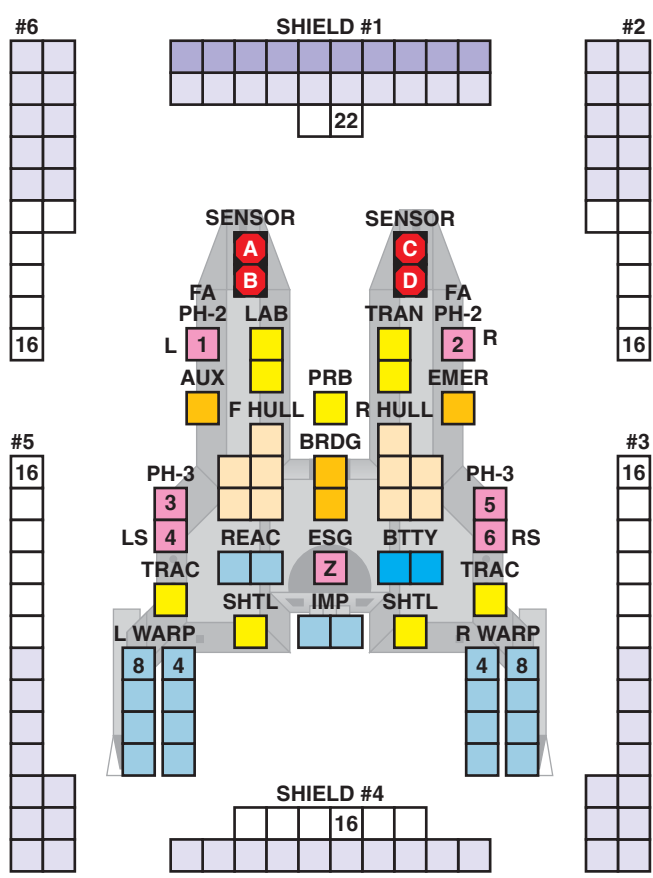 #6 SHIELD #1 #2
22
SENSOR SENSOR
A C
B D
FA FA
PH-2 LAB TRAN PH-2
16 L 1 2 R 16
AUX PRB EMER
F HULL R HULL
#5 BRDG #3
16 PH-3 PH-3 16
3 5
LS 4 6 RS
REAC ESG BTTY
TRAC Z TRAC
SHTL IMP SHTL
L WARP R WARP
8 4 4 8
SHIELD #4
16